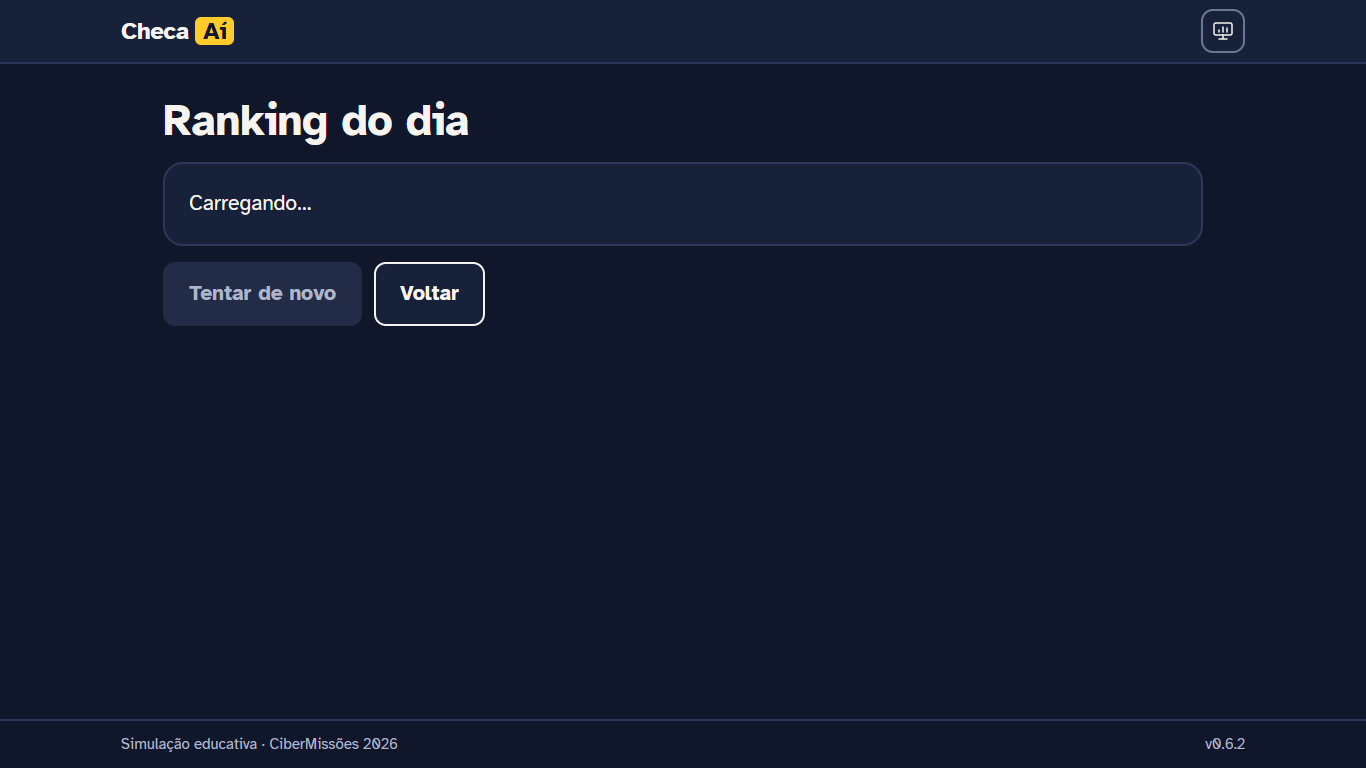 Checa Aí
Ranking do dia
Carregando...
Tentar de novo
Voltar
Simulação educativa · CiberMissões 2026
v0.6.2